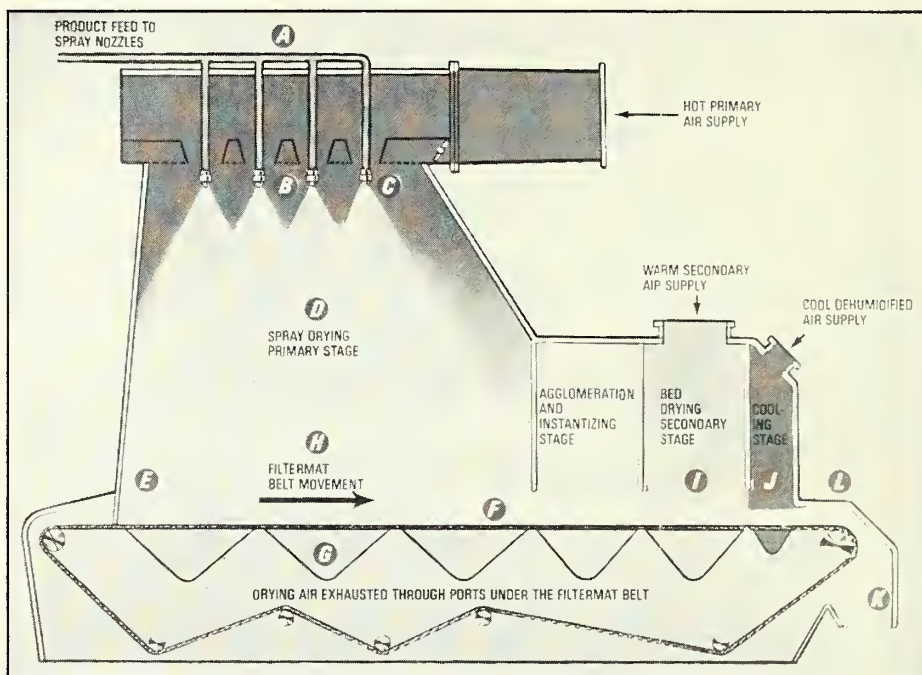 PRODUCT FEED TO
SPRAY NOZZLES
A
HOT PRIMARY
AIR SUPPLY
B
C
WARM SECONDARY
AIR SUPPLY
COOL DEHUMIDIFIED
AIR SUPPLY
D
SPRAY DRYING
PRIMARY STAGE
AGGLOMERATION
AND
INSTANTIZING
STAGE
BED
DRYING
SECONDARY
STAGE
COOL-
ING
STAGE
H
FILTERMAT
BELT MOVEMENT
E
I
J
L
F
G
DRYING AIR EXHAUSTED THROUGH PORTS UNDER THE FILTERMAT BELT
K